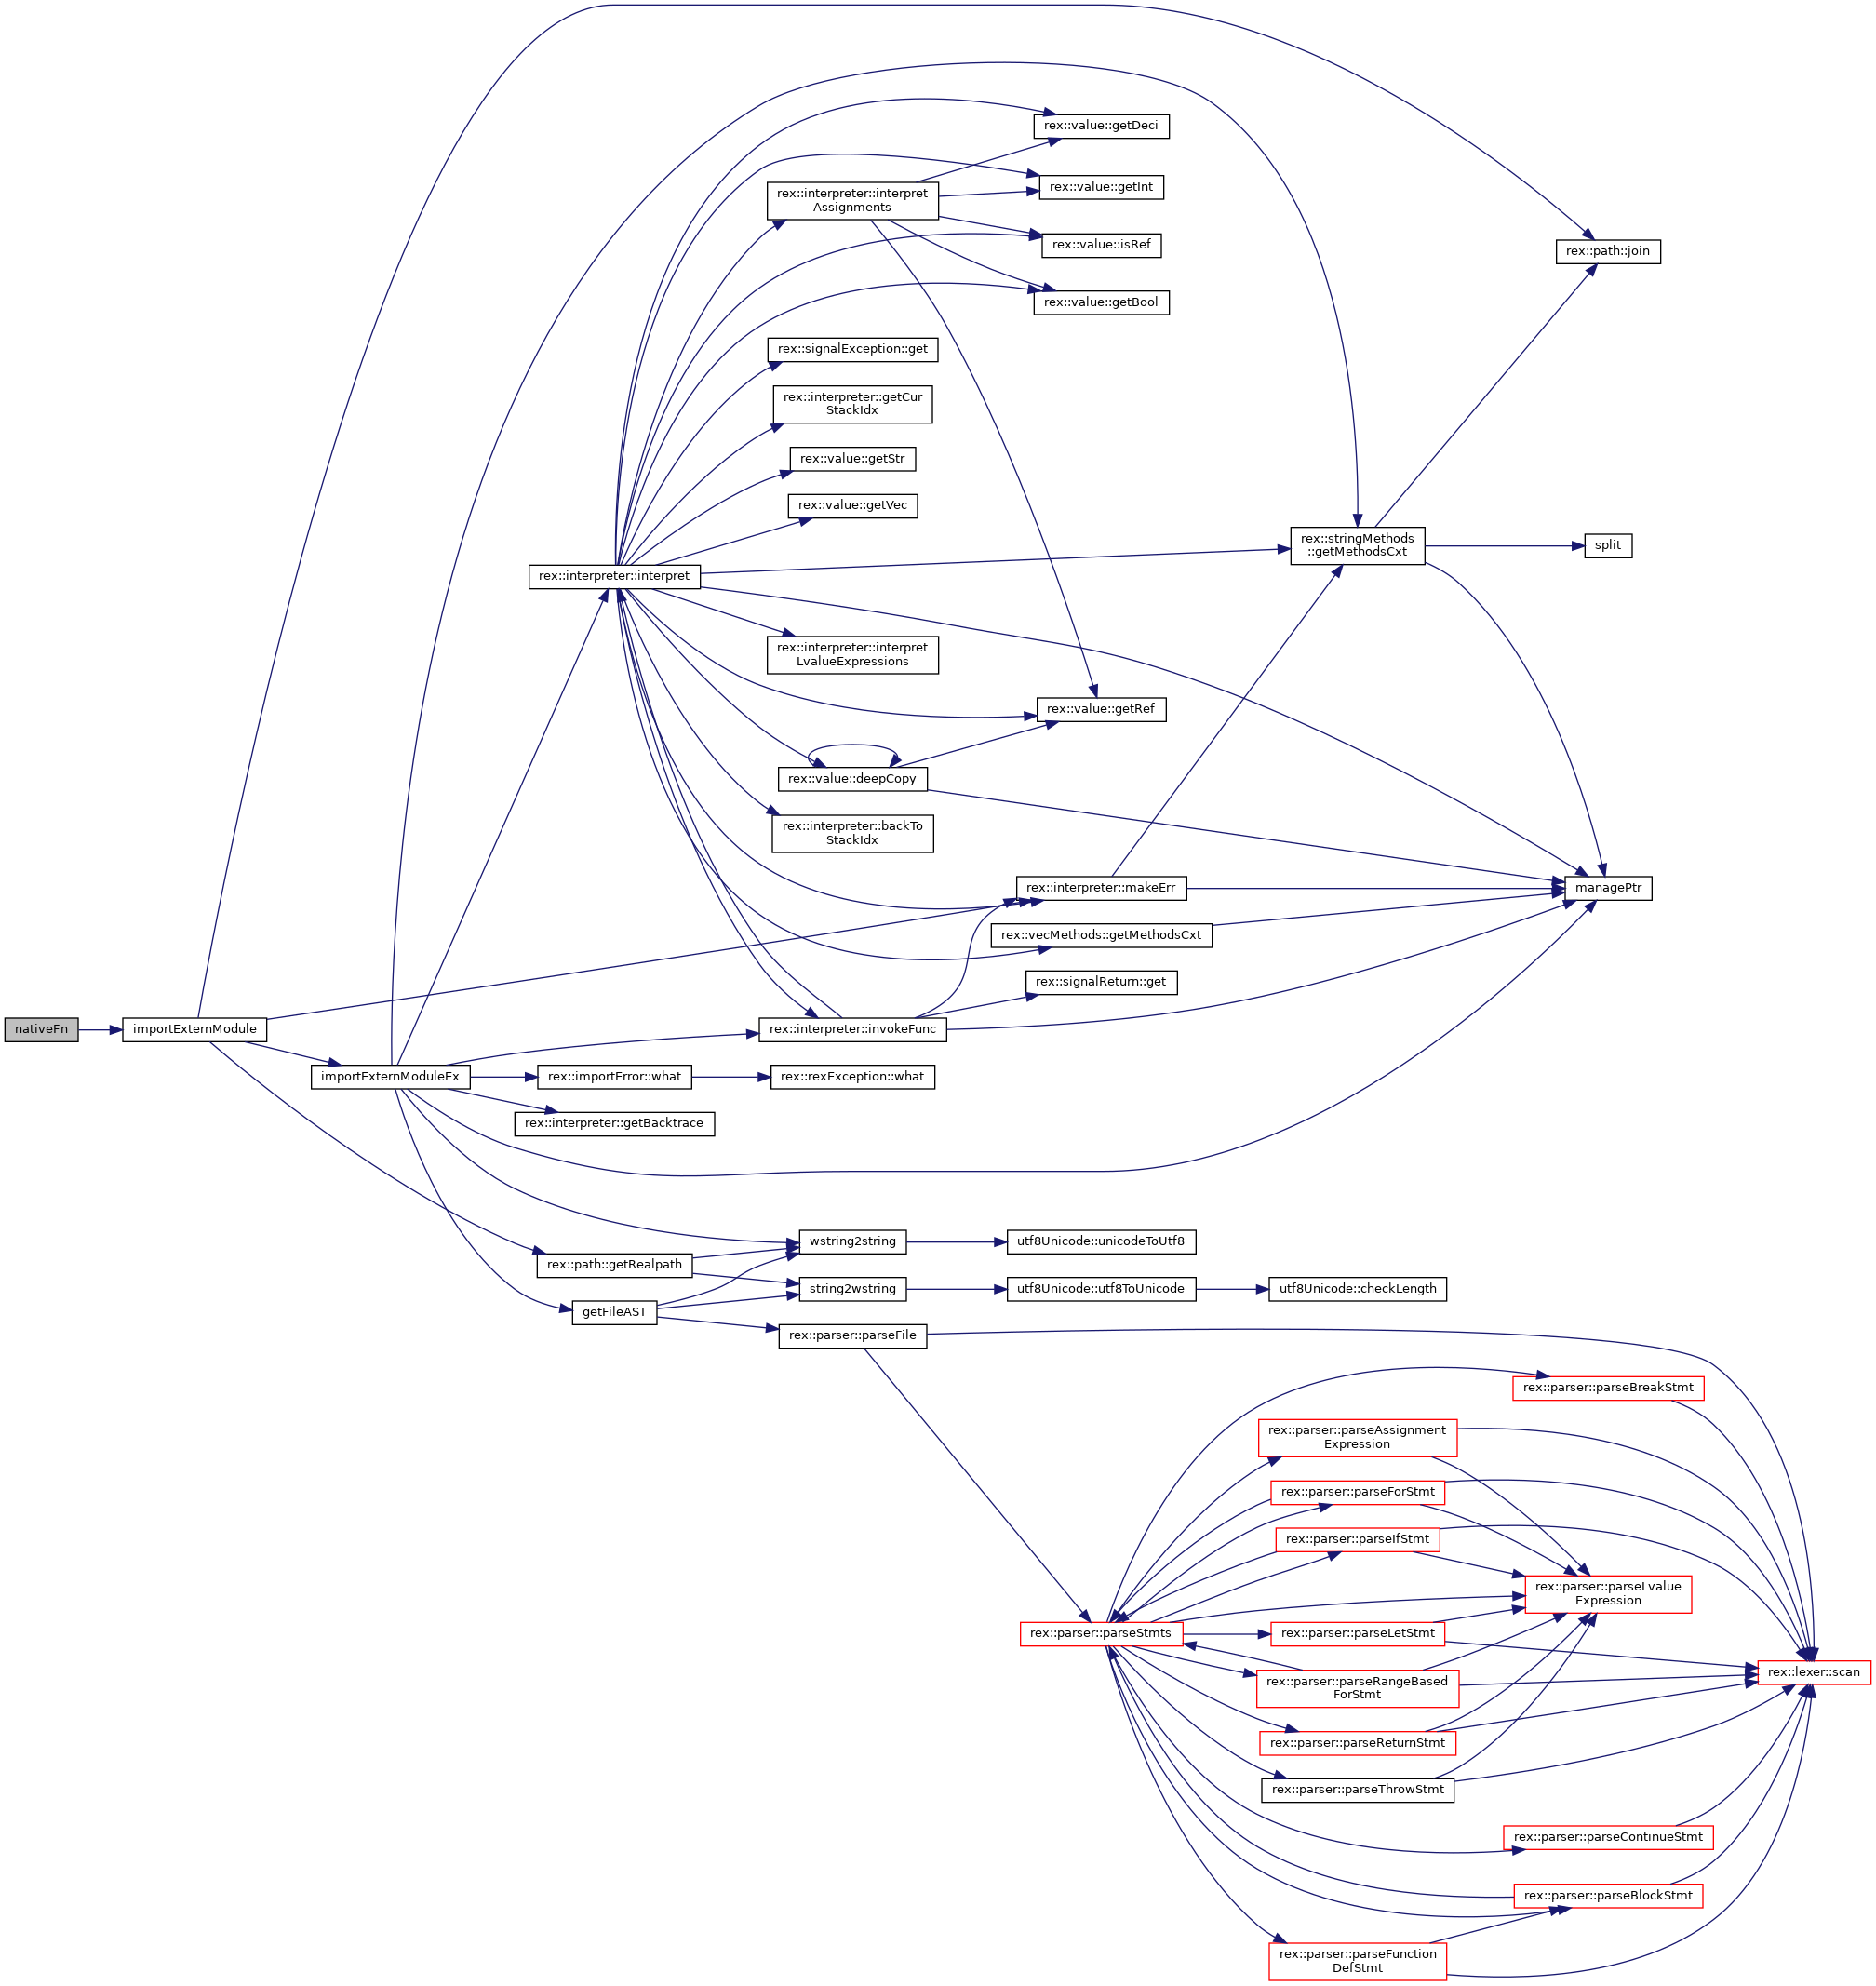 rex::value::getDeci
rex::value::getInt
rex::interpreter::interpret
Assignments
rex::value::isRef
rex::path::join
rex::value::getBool
rex::signalException::get
rex::interpreter::getCur
StackIdx
rex::value::getStr
rex::value::getVec
rex::stringMethods
::getMethodsCxt
split
rex::interpreter::interpret
rex::interpreter::interpret
LvalueExpressions
rex::value::getRef
rex::value::deepCopy
rex::interpreter::backTo
StackIdx
rex::interpreter::makeErr
managePtr
rex::vecMethods::getMethodsCxt
rex::signalReturn::get
nativeFn
importExternModule
rex::interpreter::invokeFunc
importExternModuleEx
rex::importError::what
rex::rexException::what
rex::interpreter::getBacktrace
wstring2string
utf8Unicode::unicodeToUtf8
rex::path::getRealpath
string2wstring
utf8Unicode::utf8ToUnicode
utf8Unicode::checkLength
getFileAST
rex::parser::parseFile
rex::parser::parseBreakStmt
rex::parser::parseAssignment
Expression
rex::parser::parseForStmt
rex::parser::parseIfStmt
rex::parser::parseLvalue
Expression
rex::parser::parseStmts
rex::parser::parseLetStmt
rex::lexer::scan
rex::parser::parseRangeBased
ForStmt
rex::parser::parseReturnStmt
rex::parser::parseThrowStmt
rex::parser::parseContinueStmt
rex::parser::parseBlockStmt
rex::parser::parseFunction
DefStmt